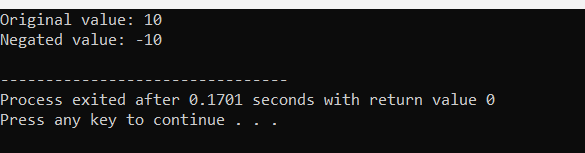 Original value: 10
Negated value: -10
--------------------------------
Process exited after 0.1701 seconds with return value 0
Press any key to continue . . .